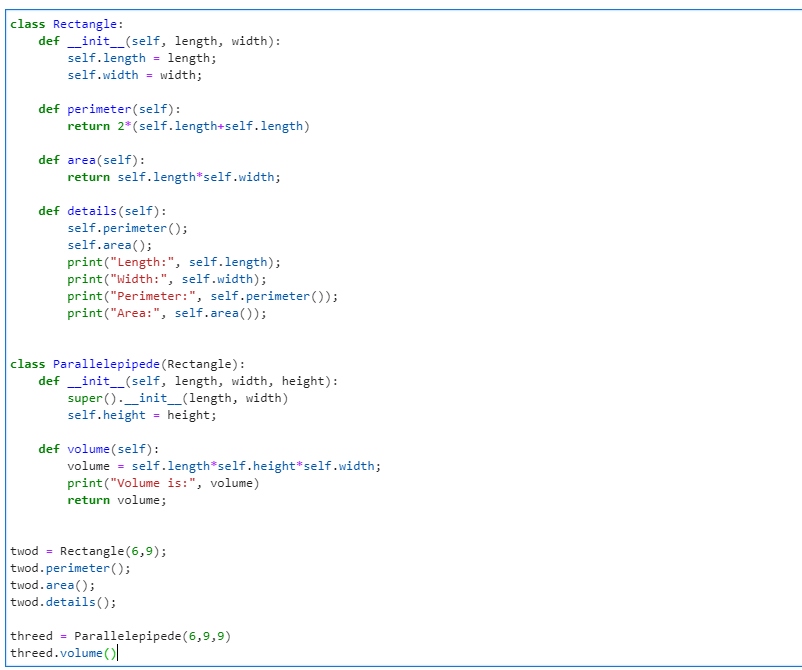 class Rectangle:
    def __init__(self, length, width):
        self.length = length;
        self.width = width;

    def perimeter(self):
        return 2*(self.length+self.length)

    def area(self):
        return self.length*self.width;

    def details(self):
        self.perimeter();
        self.area();
        print("Length:", self.length);
        print("Width:", self.width);
        print("Perimeter:", self.perimeter());
        print("Area:", self.area());


class Parallelepipede(Rectangle):
    def __init__(self, length, width, height):
        super().__init__(length, width)
        self.height = height;

    def volume(self):
        volume = self.length*self.height*self.width;
        print("Volume is:", volume)
        return volume;


twod = Rectangle(6,9);
twod.perimeter();
twod.area();
twod.details();

threed = Parallelepipede(6,9,9)
threed.volume()